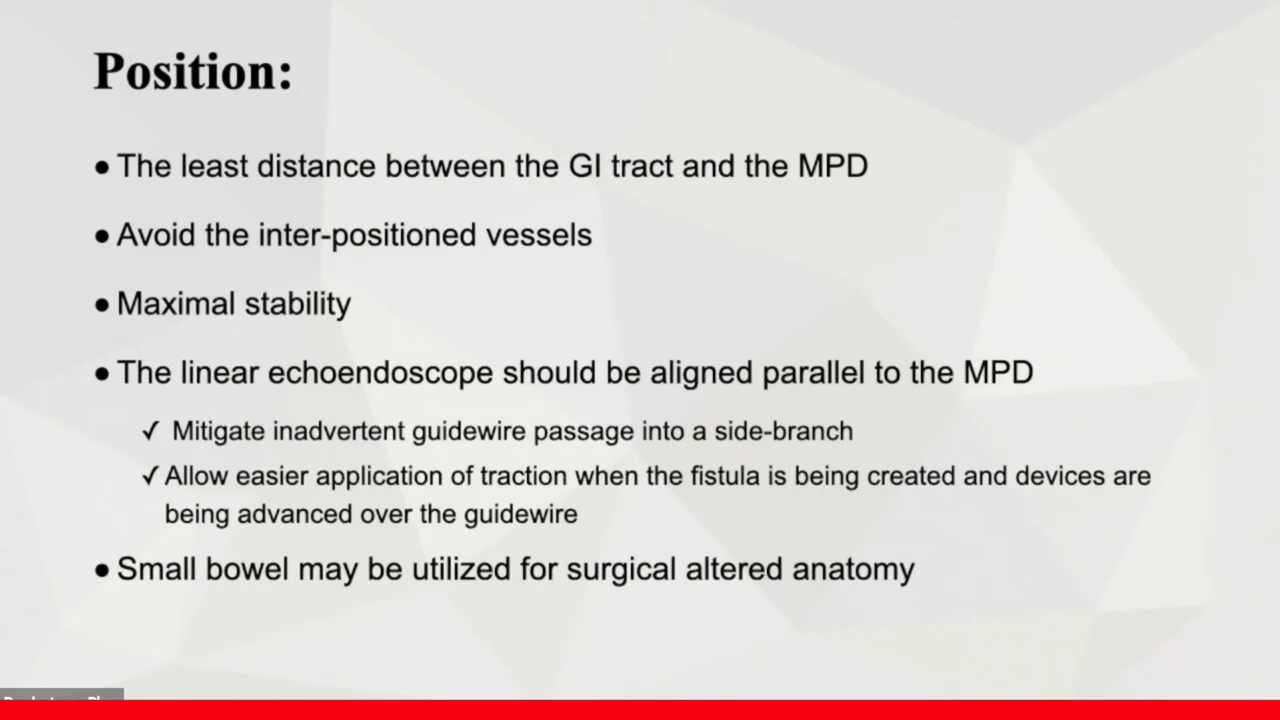 Position:
● The least distance between the GI tract and the MPD
● Avoid the inter-positioned vessels
● Maximal stability
● The linear echoendoscope should be aligned parallel to the MPD
✓ Mitigate inadvertent guidewire passage into a side-branch
✓ Allow easier application of traction when the fistula is being created and devices are
being advanced over the guidewire
● Small bowel may be utilized for surgical altered anatomy